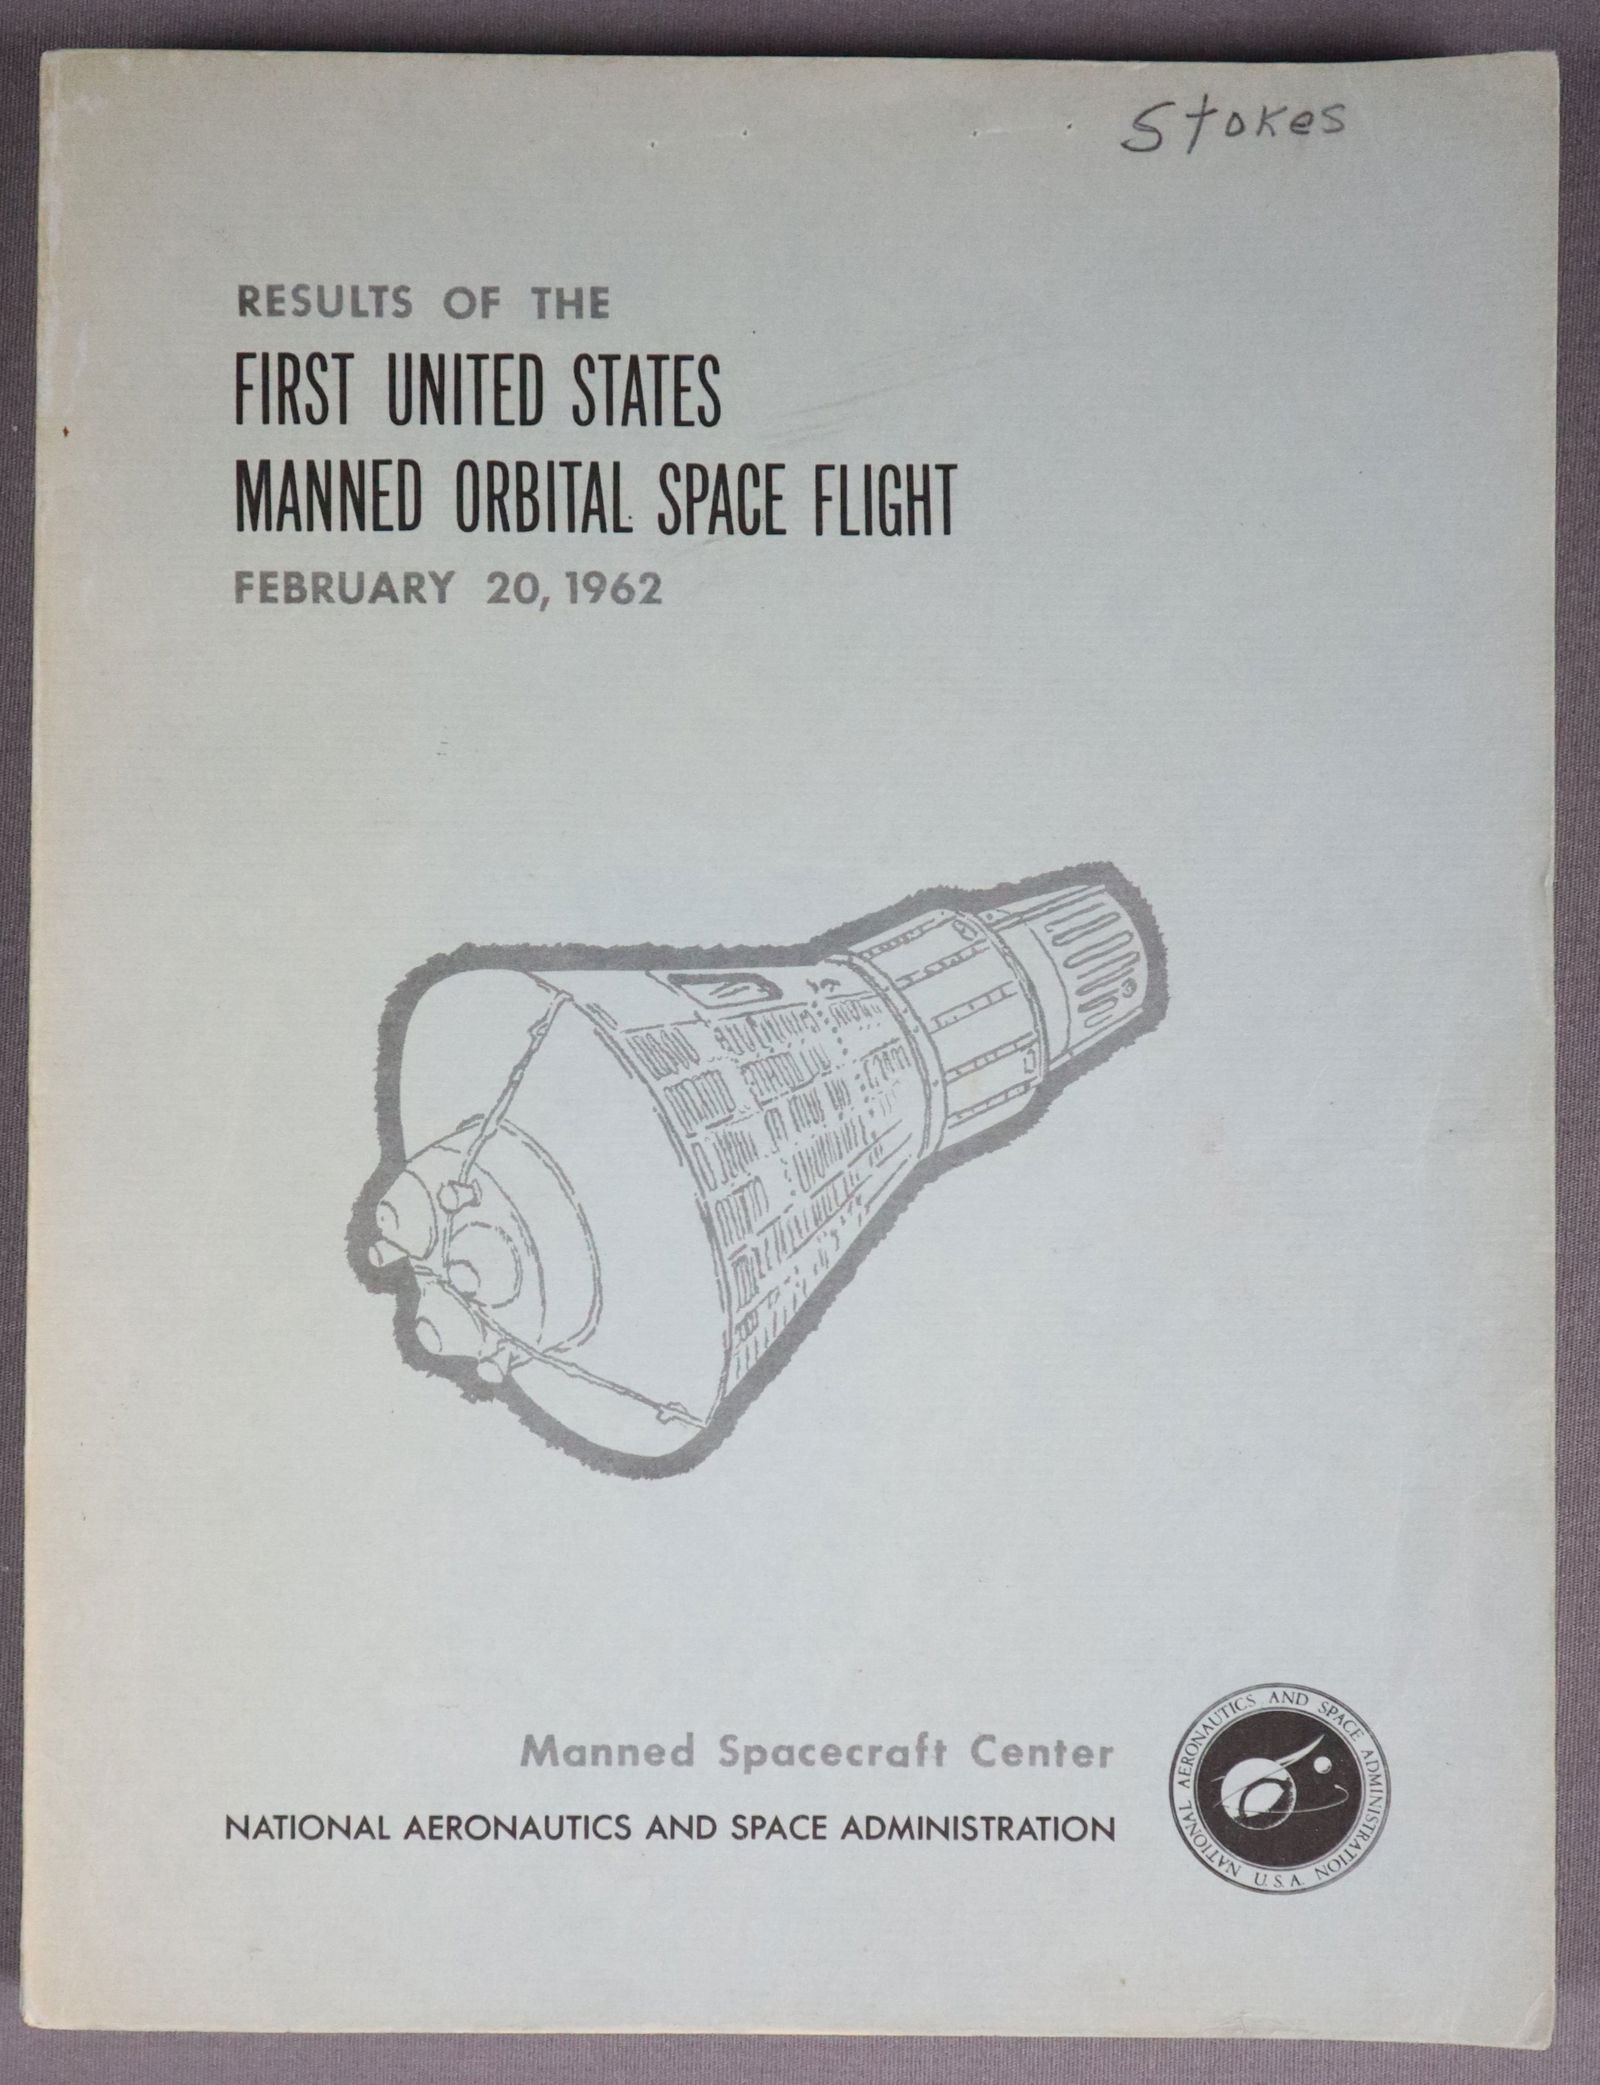 Stokes
RESULTS OF THE
FIRST UNITED STATES
MANNED ORBITAL SPACE FLIGHT
FEBRUARY 20, 1962
Manned Spacecraft Center
NATIONAL AERONAUTICS AND SPACE ADMINISTRATION
NATIONAL AERONAUTICS AND SPACE ADMINISTRATION
U.S.A.